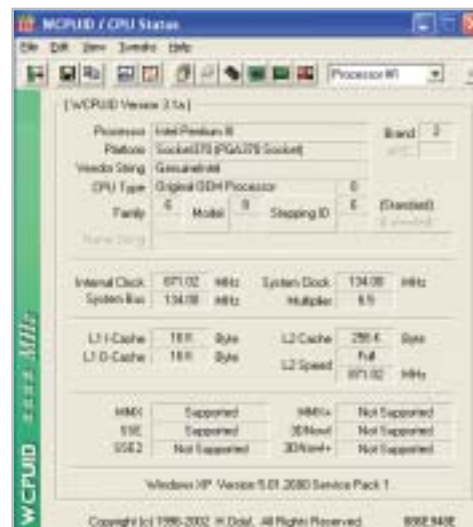 WCPUID / CPU Status
File Edit View Tweaks Help
Processor #1
[ WCPUID Version 3.1a ]
Processor Intel Pentium III Brand 2
Platform Socket370 (PGA370 Socket) APIC
Vendor String GenuineIntel
CPU Type Original OEM Processor 0
Family 6 Model 8 Stepping ID 6 (Standard)
Name String
Internal Clock 871.02 MHz System Clock 134.00 MHz
System Bus 134.00 MHz Multiplier 6.5
L1 I-Cache 16 K Byte L2 Cache 256 K Byte
L1 D-Cache 16 K Byte L2 Speed Full
871.02 MHz
MMX Supported MMX+ Not Supported
SSE Supported 3DNow! Not Supported
SSE2 Not Supported 3DNow!+ Not Supported
Windows XP Version 5.01.2600 Service Pack 1
Copyright (c) 1996-2002 H.Oda!, All Rights Reserved.
WCPUID
MHz